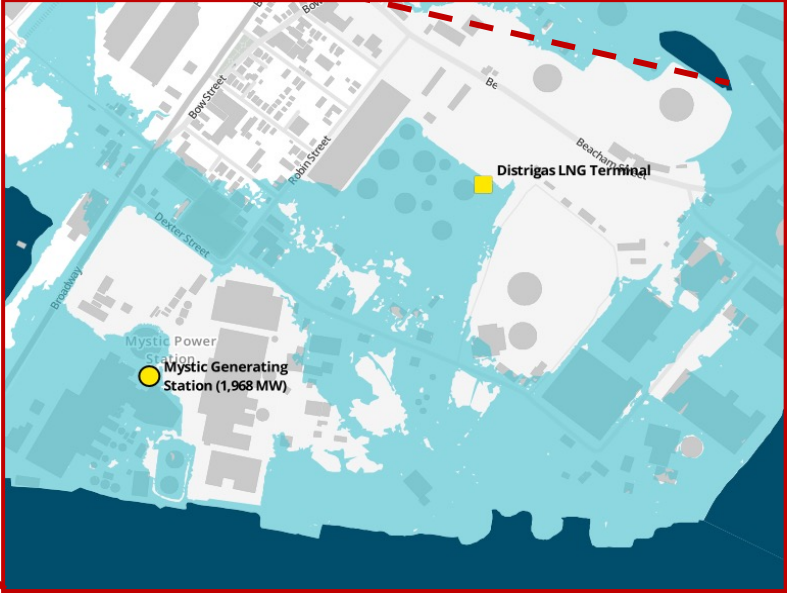 Bow Street
Be
Beacham Street
Robin Street
Distrigas LNG Terminal
Dexter Street
Broadway
Mystic Power
Station
Mystic Generating
Station (1,968 MW)